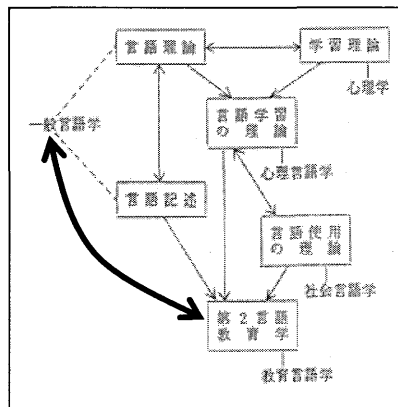 言語理論
学習理論
心理学
一般言語学
言語学習
の理論
心理言語学
言語記述
言語使用
の理論
社会言語学
第2言語
教育学
教育言語学